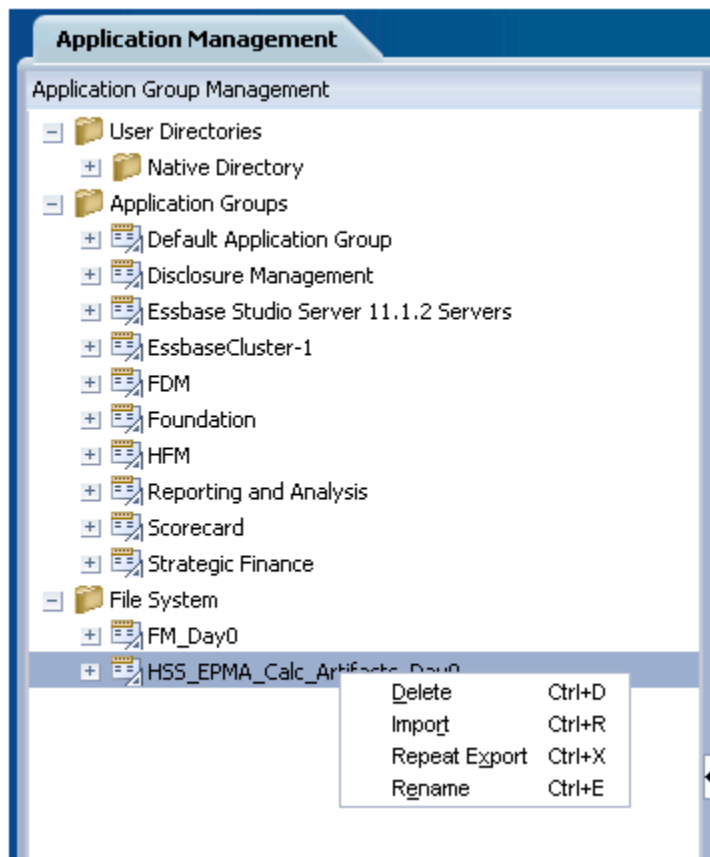 Application Management
Application Group Management
User Directories
Native Directory
Application Groups
Default Application Group
Disclosure Management
Essbase Studio Server 11.1.2 Servers
EssbaseCluster-1
FDM
Foundation
HFM
Reporting and Analysis
Scorecard
Strategic Finance
File System
FM_Day0
HSS_EPMA_Calc_Artifacts_Day0
Delete Ctrl+D
Import Ctrl+R
Repeat Export Ctrl+X
Rename Ctrl+E